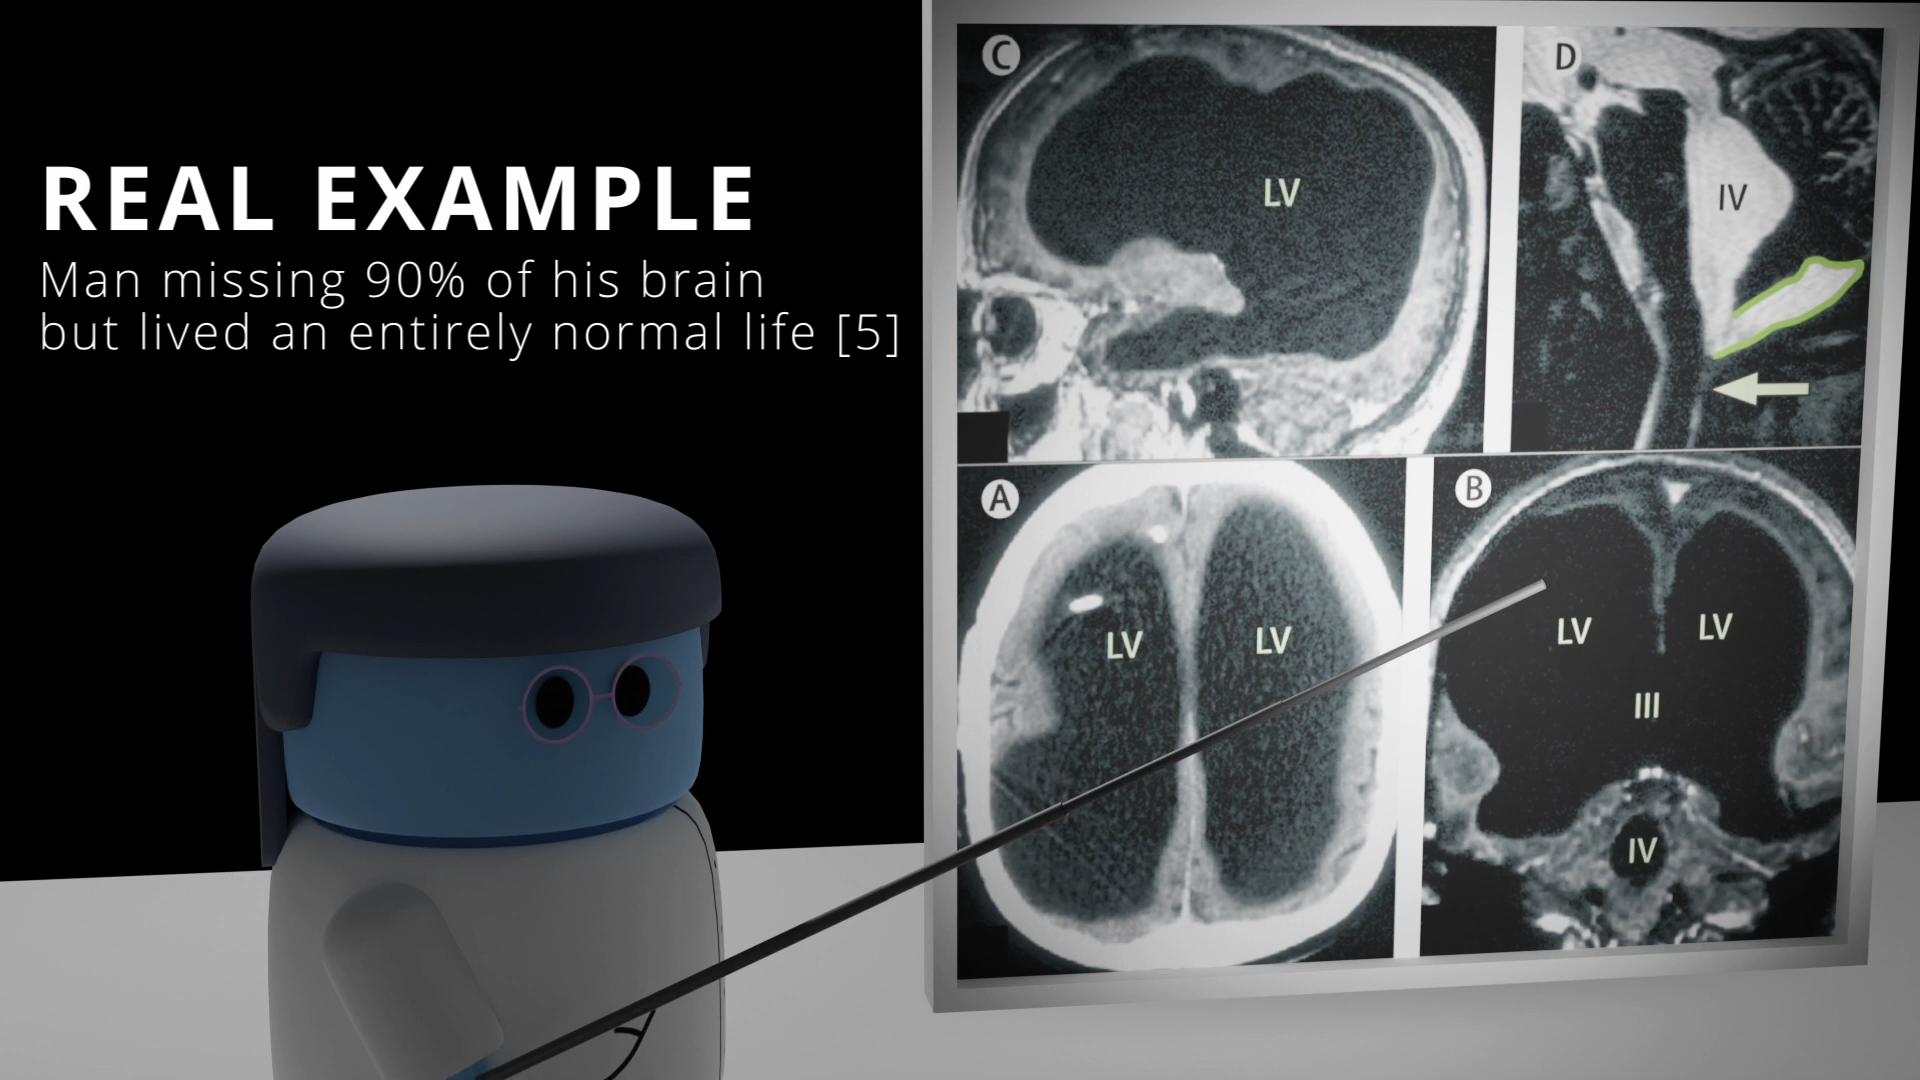 REAL EXAMPLE
Man missing 90% of his brain
but lived an entirely normal life [5]
C
LV
D
IV
A
LV
LV
B
LV
LV
III
IV